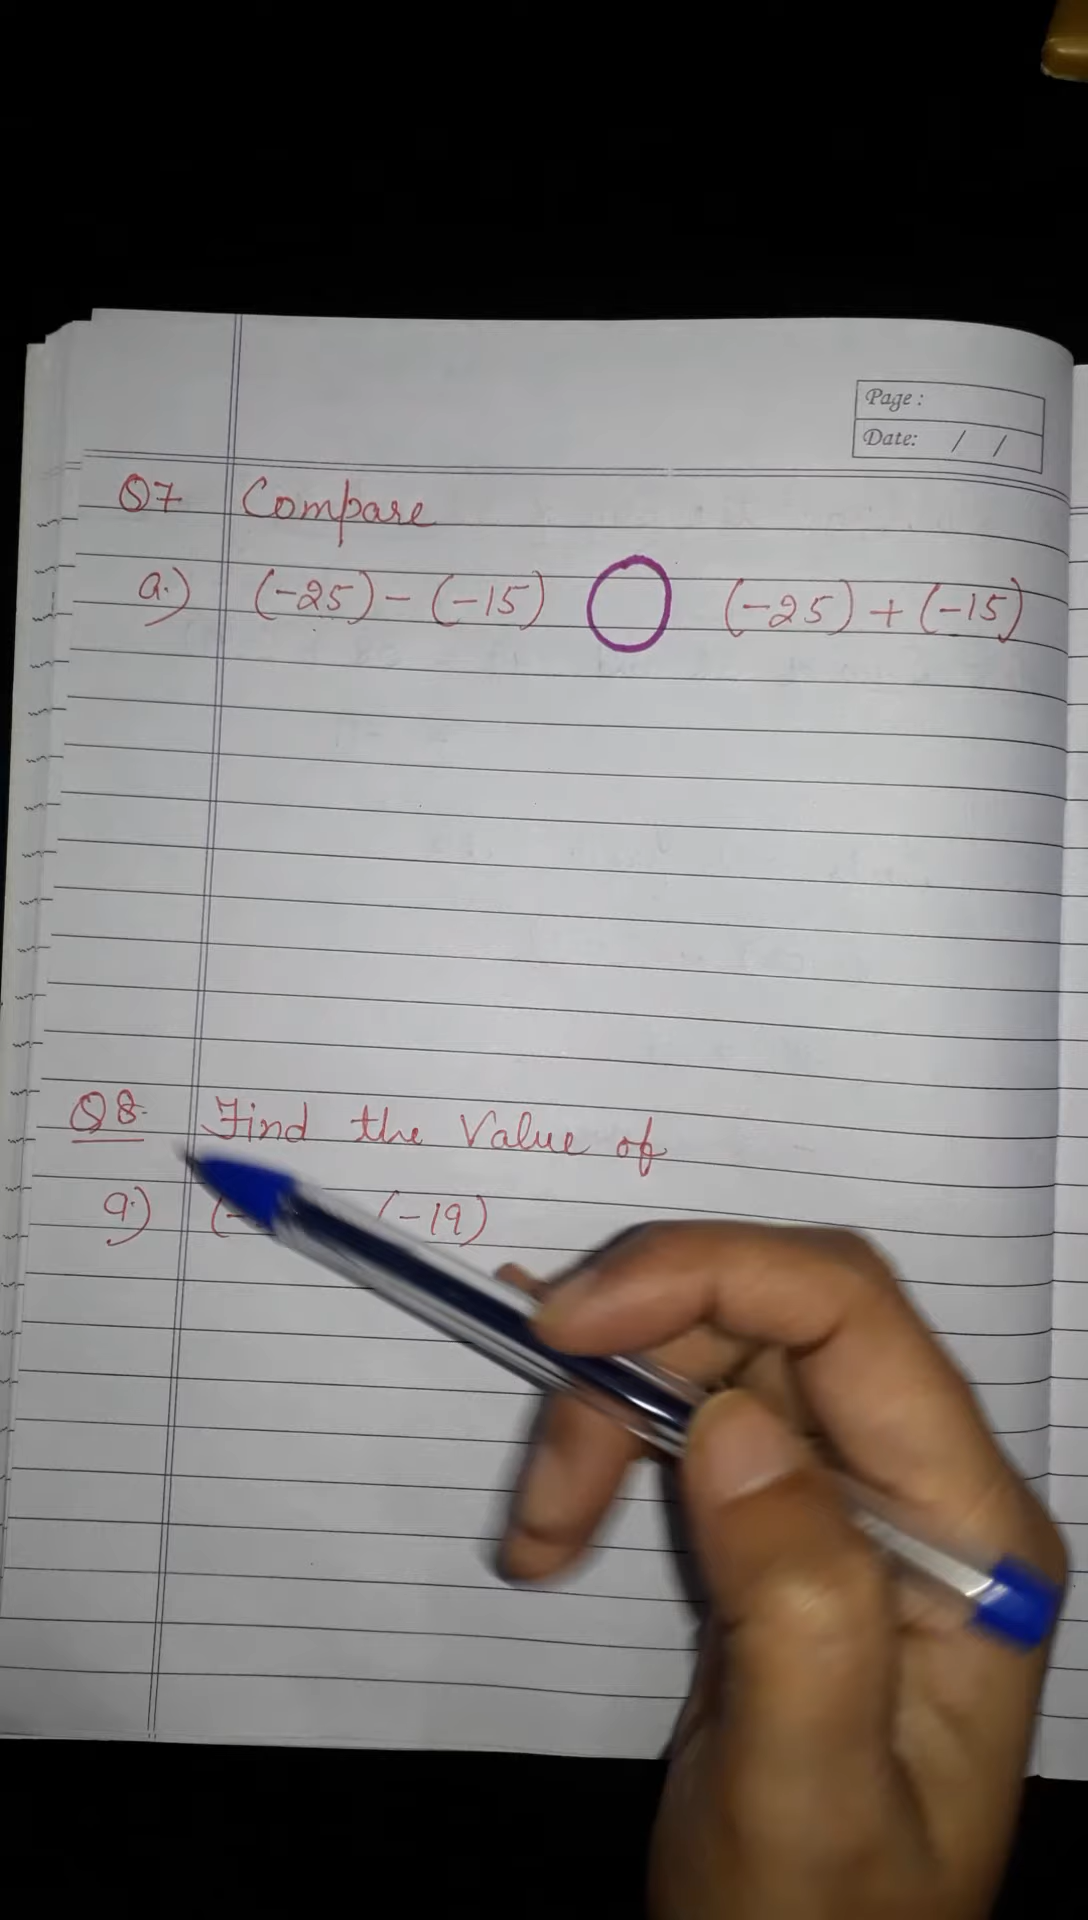 Page :
Date: / /
Q7 Compare
a.) (-25) - (-15) (-25) + (-15)
Q8. Find the Value of
a.) (- (-19)